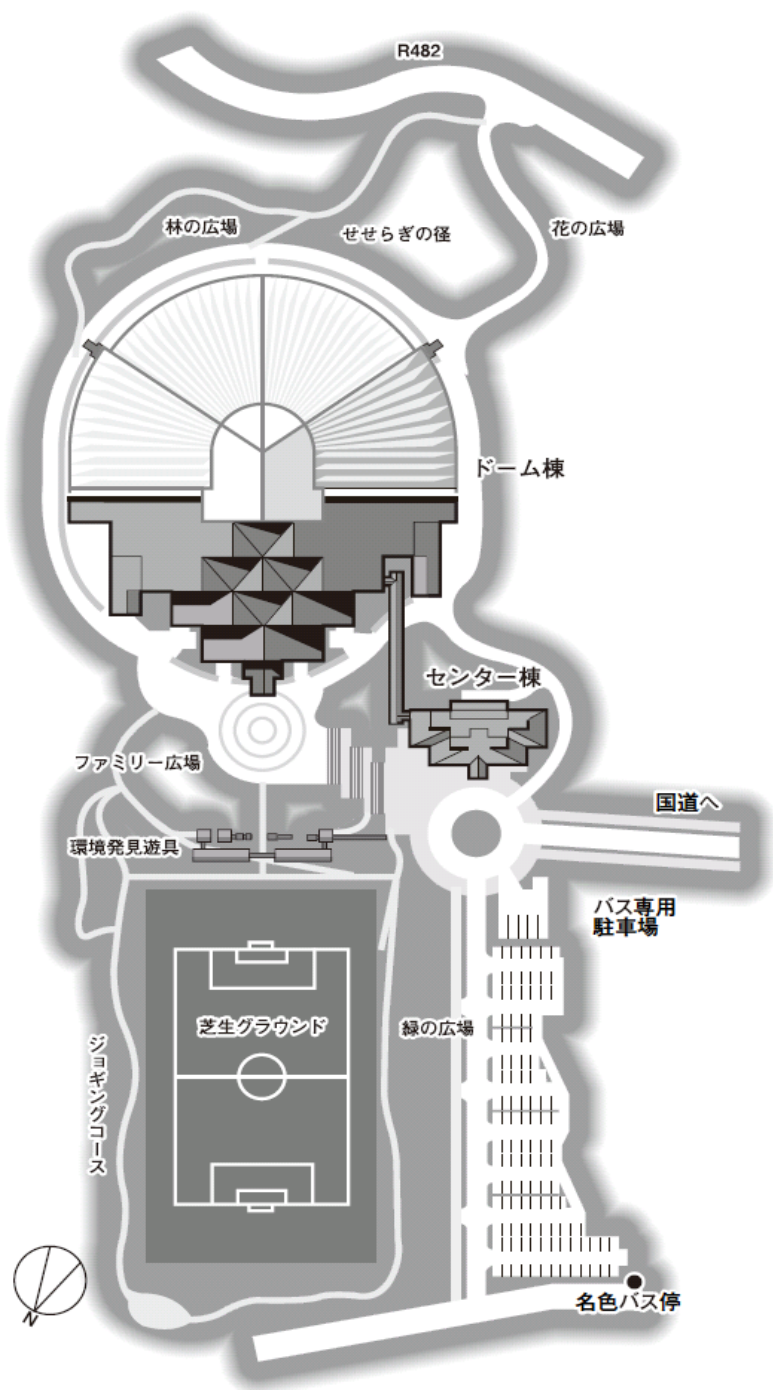 R482
林の広場
せせらぎの径
花の広場
ドーム棟
センター棟
ファミリー広場
国道へ
環境発見遊具
バス専用
駐車場
芝生グラウンド
緑の広場
ジョギングコース
N
名色バス停